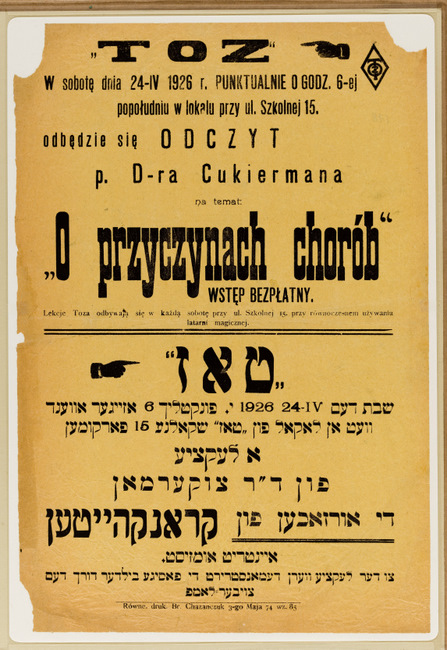 „TOZ"
W sobotę dnia 24-IV 1926 r. PUNKTUALNIE O GODZ. 6-ej
popołudniu w lokalu przy ul. Szkolnej 15.
odbędzie się ODCZYT
p. D-ra Cukiermana
na temat:
„O przyczynach chorób"
WSTĘP BEZPŁATNY.
Lekcje Toza odbywają się w każdą sobotę przy ul. Szkolnej 15. przy równoczesnem używaniu
latarni magicznej.
„טאז"
שבת דעם 24-IV 1926 י. פונקטליך 6 אזייגער אווענד
וועט אן לאקאל פון „טאז" שקאלנע 15 פארקומען
א לעקציע
פון ד"ר צוקערמאן
די אורזאכען פון קראנקהייטען
איינטריט אומזיסט.
צו דער לעקציע ווערן דעמאנסטרירט די פאסיגע בילדער דורך דעם
צויבער-לאמפ
Równe, druk. Br. Chazanczuk 3-go Maja 74 wz. 85